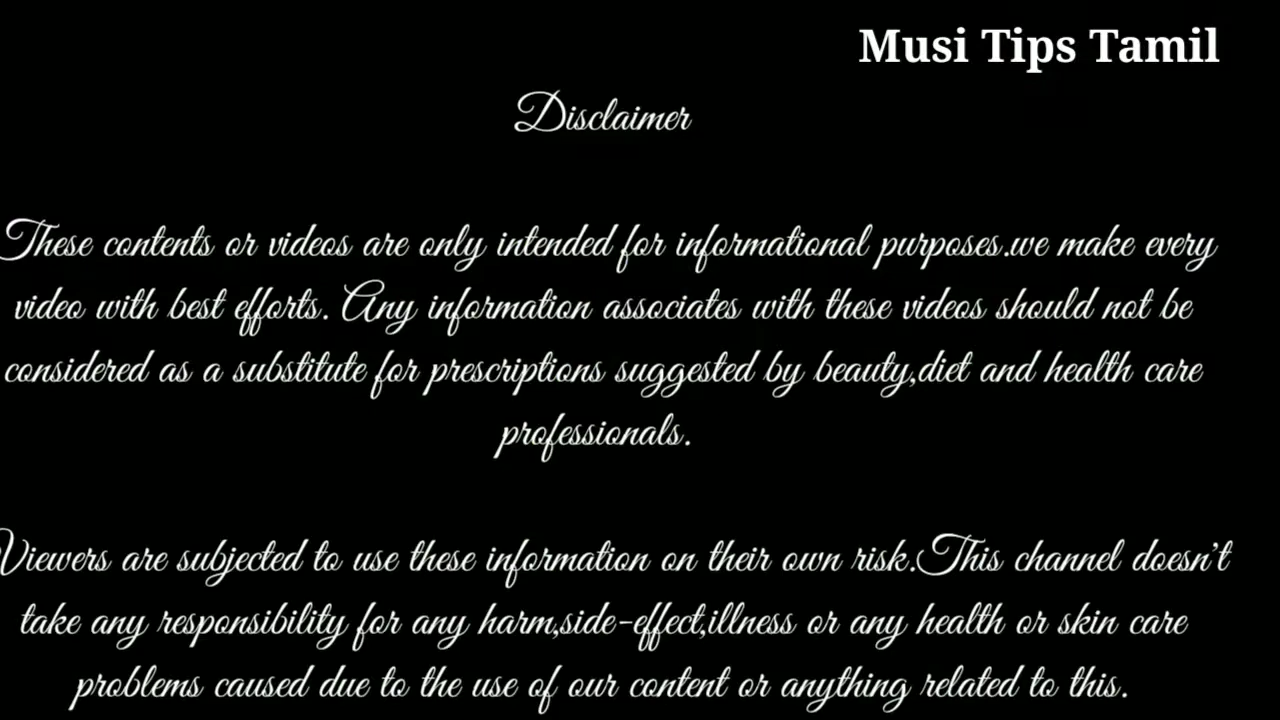 Musi Tips Tamil
Disclaimer
These contents or videos are only intended for informational purposes.we make every
video with best efforts. Any information associates with these videos should not be
considered as a substitute for prescriptions suggested by beauty,diet and health care
professionals.
Viewers are subjected to use these information on their own risk.This channel doesn't
take any responsibility for any harm,side-effect,illness or any health or skin care
problems caused due to the use of our content or anything related to this.